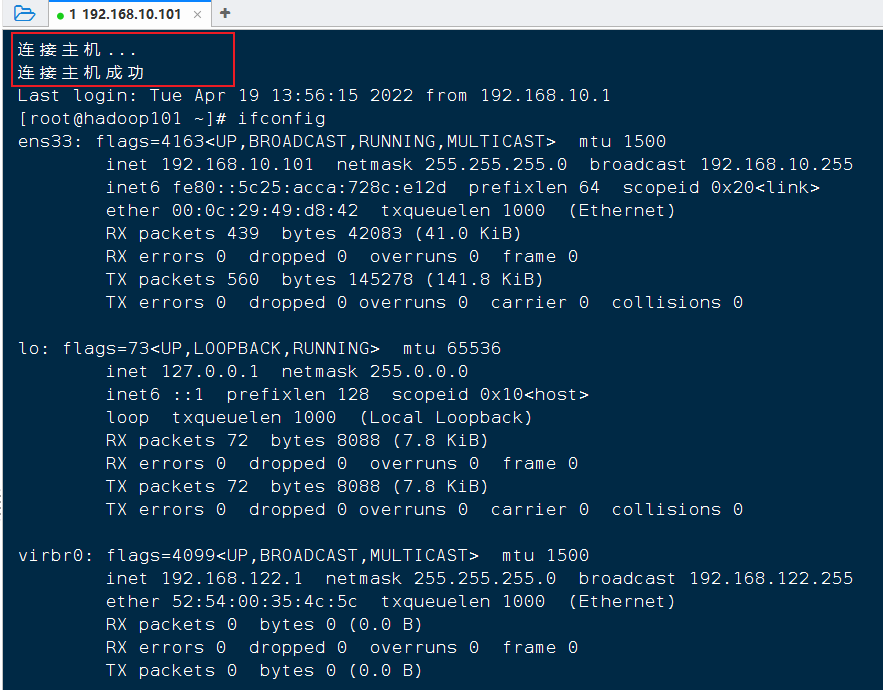 1 192.168.10.101 × +
连接主机...
连接主机成功
Last login: Tue Apr 19 13:56:15 2022 from 192.168.10.1
[root@hadoop101 ~]# ifconfig
ens33: flags=4163<UP,BROADCAST,RUNNING,MULTICAST>  mtu 1500
        inet 192.168.10.101  netmask 255.255.255.0  broadcast 192.168.10.255
        inet6 fe80::5c25:acca:728c:e12d  prefixlen 64  scopeid 0x20<link>
        ether 00:0c:29:49:d8:42  txqueuelen 1000  (Ethernet)
        RX packets 439  bytes 42083 (41.0 KiB)
        RX errors 0  dropped 0  overruns 0  frame 0
        TX packets 560  bytes 145278 (141.8 KiB)
        TX errors 0  dropped 0 overruns 0  carrier 0  collisions 0
lo: flags=73<UP,LOOPBACK,RUNNING>  mtu 65536
        inet 127.0.0.1  netmask 255.0.0.0
        inet6 ::1  prefixlen 128  scopeid 0x10<host>
        loop  txqueuelen 1000  (Local Loopback)
        RX packets 72  bytes 8088 (7.8 KiB)
        RX errors 0  dropped 0  overruns 0  frame 0
        TX packets 72  bytes 8088 (7.8 KiB)
        TX errors 0  dropped 0 overruns 0  carrier 0  collisions 0
virbr0: flags=4099<UP,BROADCAST,MULTICAST>  mtu 1500
        inet 192.168.122.1  netmask 255.255.255.0  broadcast 192.168.122.255
        ether 52:54:00:35:4c:5c  txqueuelen 1000  (Ethernet)
        RX packets 0  bytes 0 (0.0 B)
        RX errors 0  dropped 0  overruns 0  frame 0
        TX packets 0  bytes 0 (0.0 B)